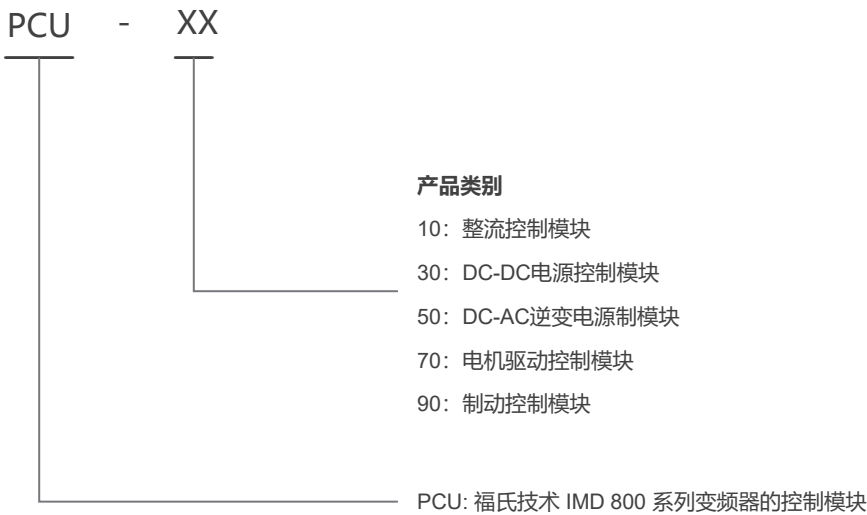 PCU - XX
产品类别
10：整流控制模块
30：DC-DC电源控制模块
50：DC-AC逆变电源制模块
70：电机驱动控制模块
90：制动控制模块
PCU: 福氏技术 IMD 800 系列变频器的控制模块